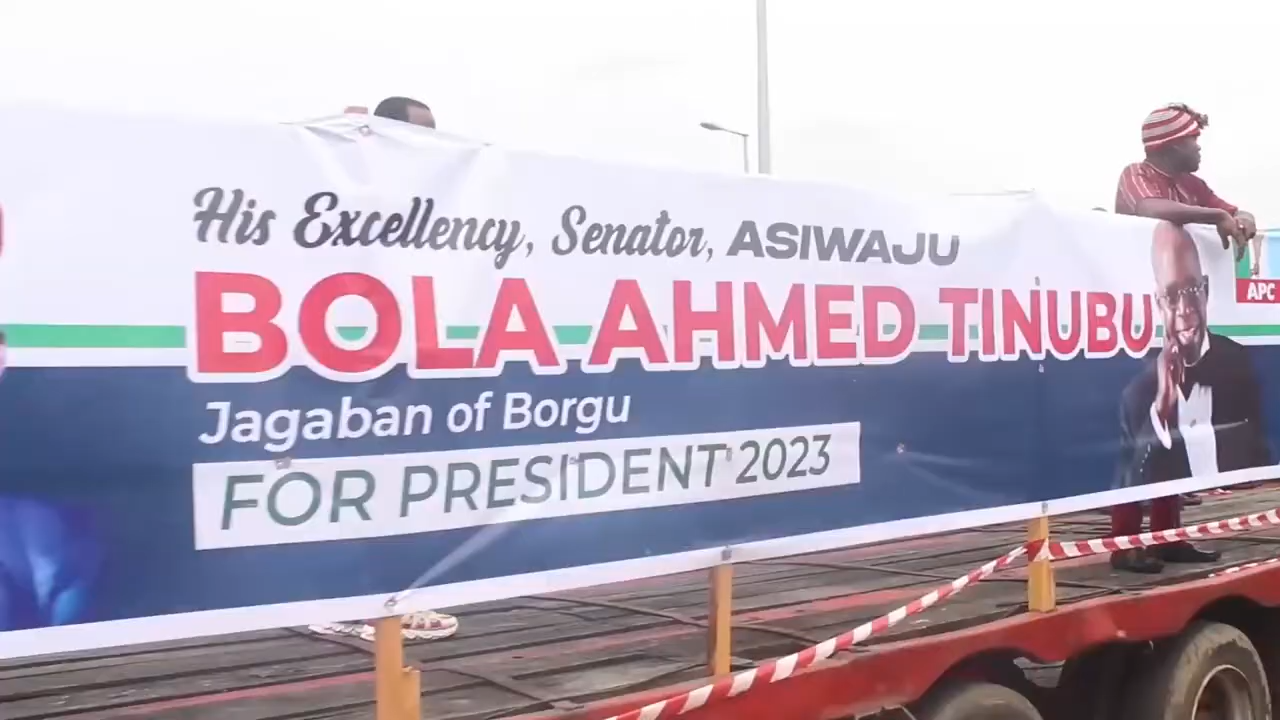 His Excellency, Senator, ASIWAJU
BOLA AHMED TINUBU
Jagaban of Borgu
FOR PRESIDENT 2023
APC